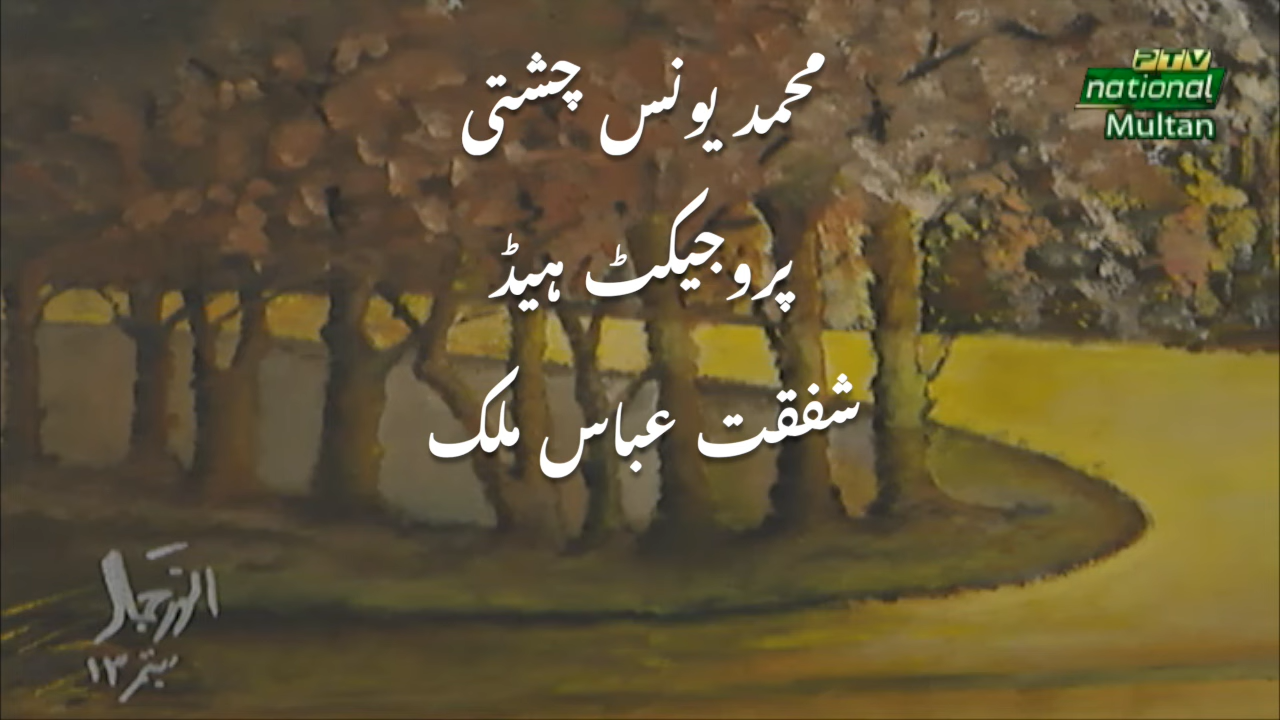 محمد یونس چشتی
پروجیکٹ ہیڈ
شفقت عباس ملک
PTV
national
Multan